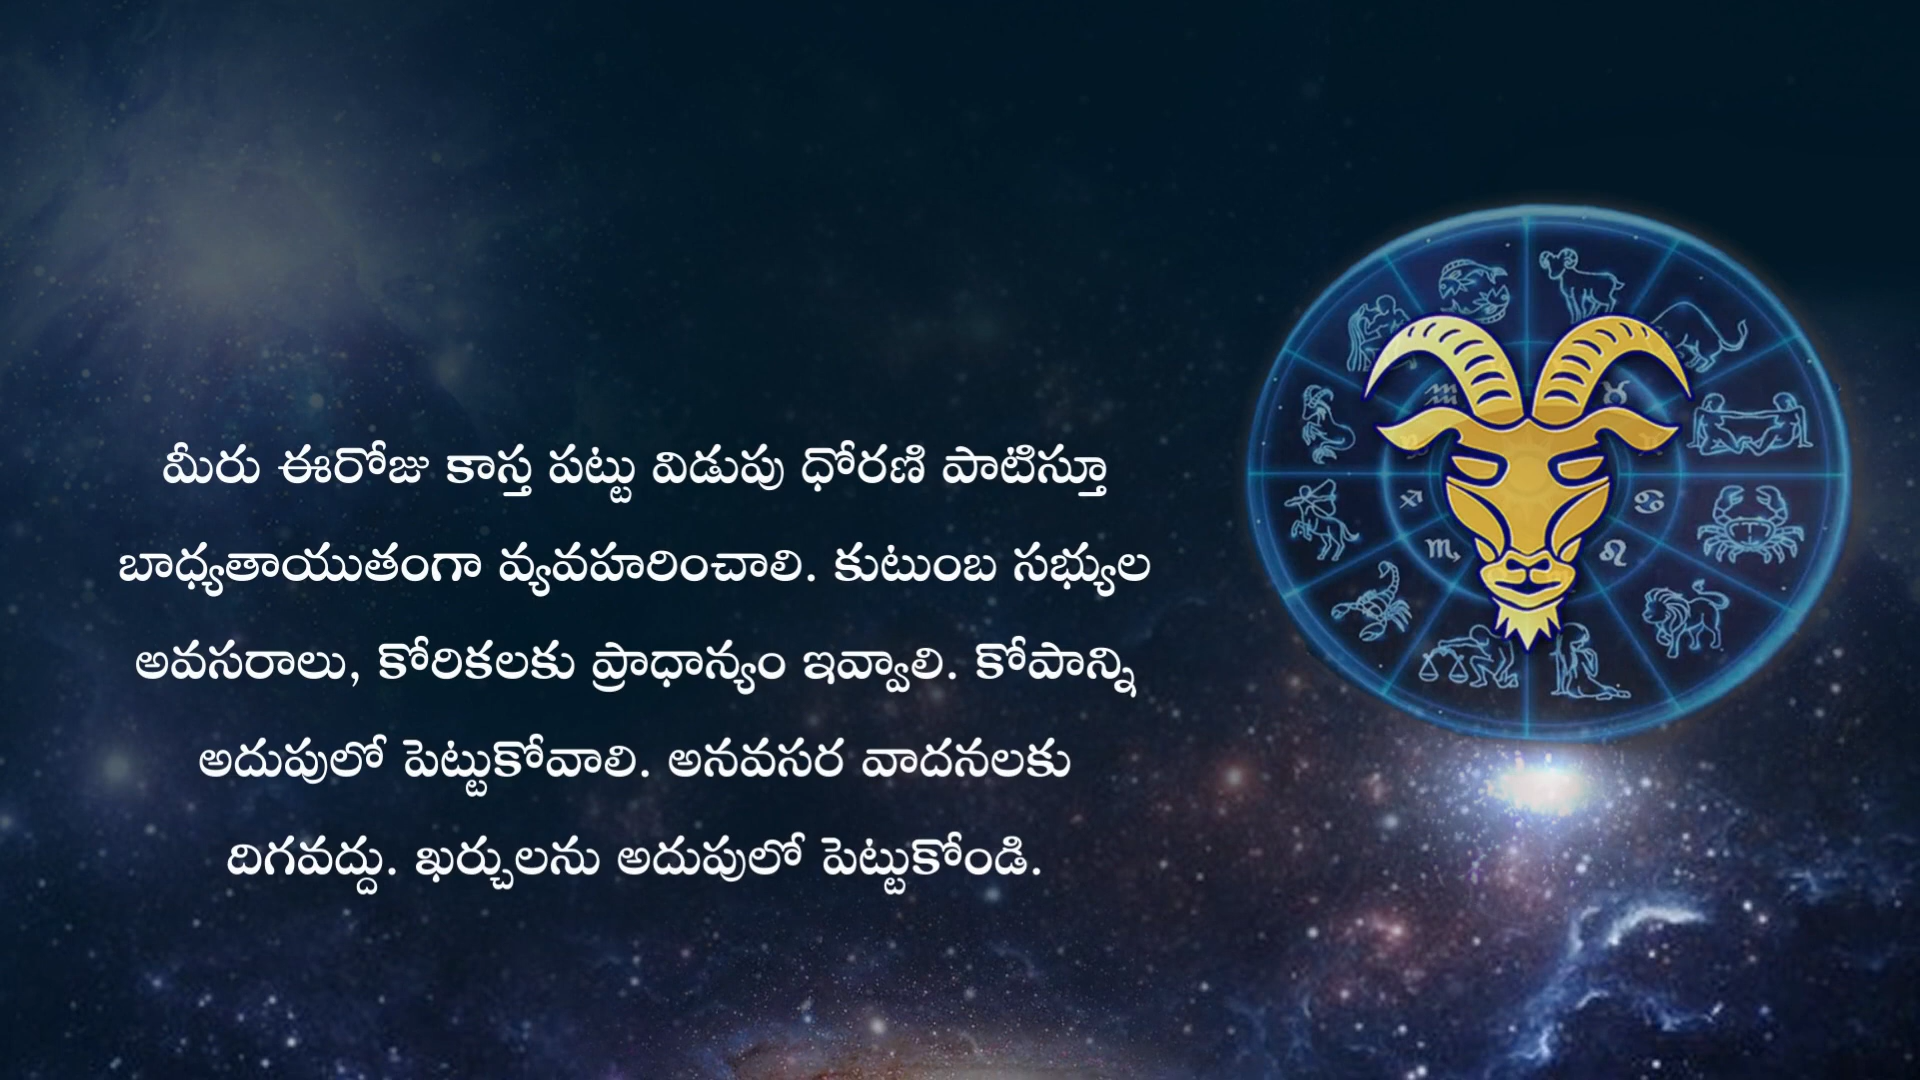 మీరు ఈరోజు కాస్త పట్టు విడుపు ధోరణి పాటిస్తూ
బాధ్యతాయుతంగా వ్యవహరించాలి. కుటుంబ సభ్యుల
అవసరాలు, కోరికలకు ప్రాధాన్యం ఇవ్వాలి. కోపాన్ని
అదుపులో పెట్టుకోవాలి. అనవసర వాదనలకు
దిగవద్దు. ఖర్చులను అదుపులో పెట్టుకోండి.